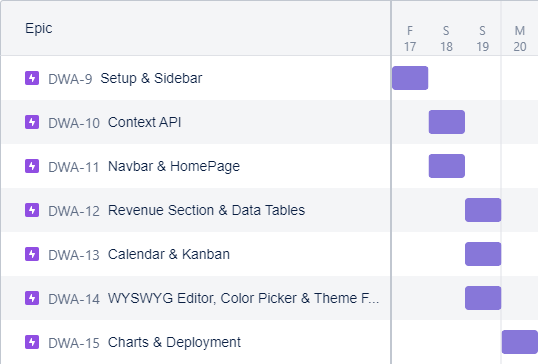 Epic
F S S M
17 18 19 20
DWA-9 Setup & Sidebar
DWA-10 Context API
DWA-11 Navbar & HomePage
DWA-12 Revenue Section & Data Tables
DWA-13 Calendar & Kanban
DWA-14 WYSWYG Editor, Color Picker & Theme F...
DWA-15 Charts & Deployment